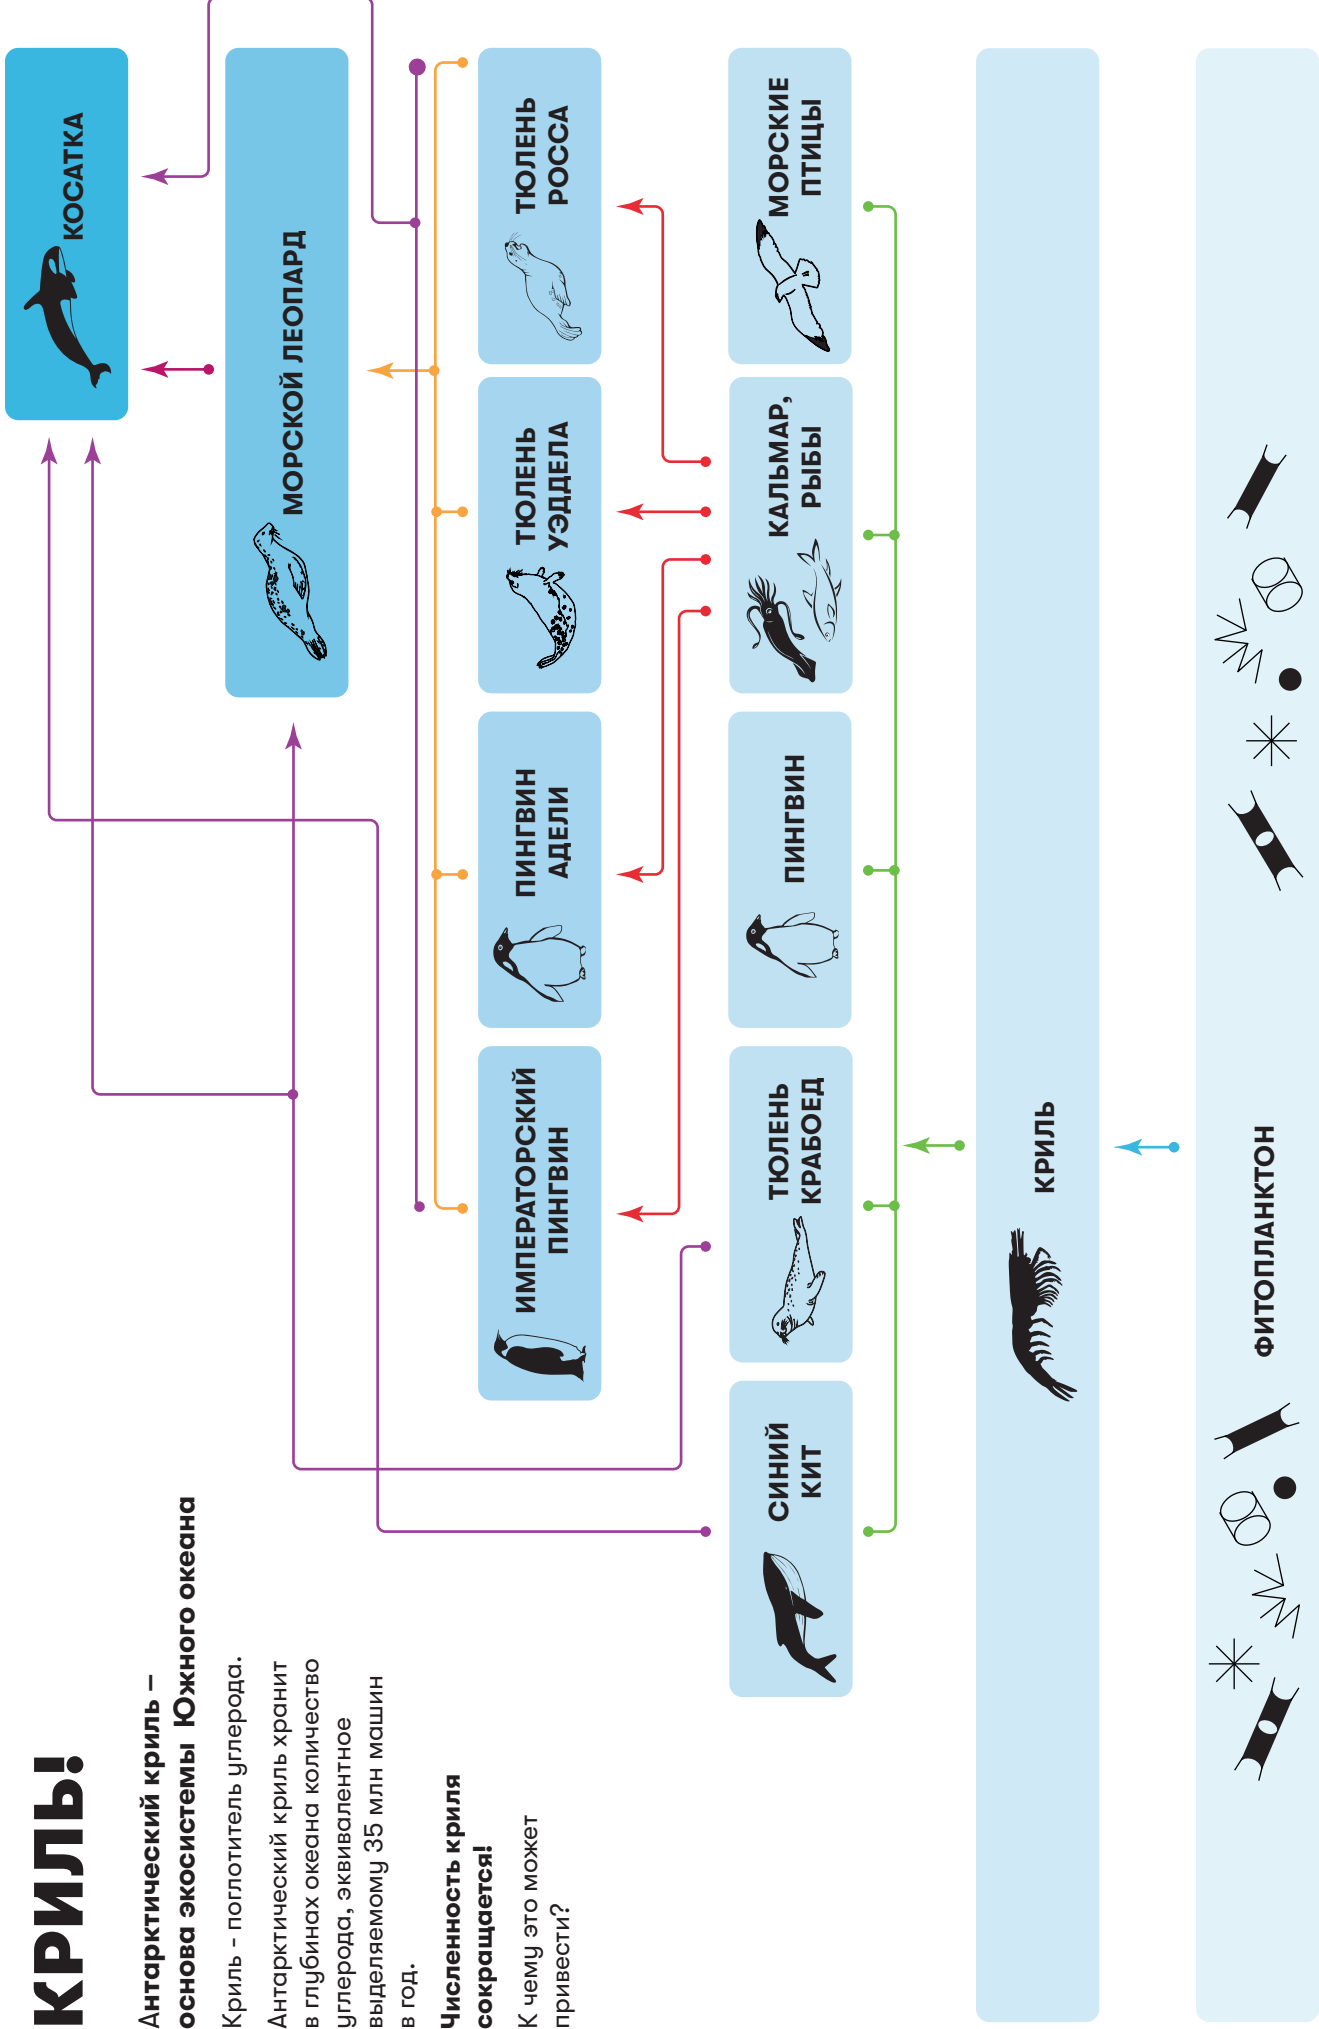 КРИЛЬ!
Антарктический криль –
основа экосистемы Южного океана
Криль - поглотитель углерода.
Антарктический криль хранит
в глубинах океана количество
углерода, эквивалентное
выделяемому 35 млн машин
в год.
Численность криля
сокращается!
К чему это может
привести?
КОСАТКА
МОРСКОЙ ЛЕОПАРД
ИМПЕРАТОРСКИЙ
ПИНГВИН
ПИНГВИН
АДЕЛИ
ТЮЛЕНЬ
УЭДДЕЛА
ТЮЛЕНЬ
РОССА
СИНИЙ
КИТ
ТЮЛЕНЬ
КРАБОЕД
ПИНГВИН
КАЛЬМАР,
РЫБЫ
МОРСКИЕ
ПТИЦЫ
КРИЛЬ
ФИТОПЛАНКТОН